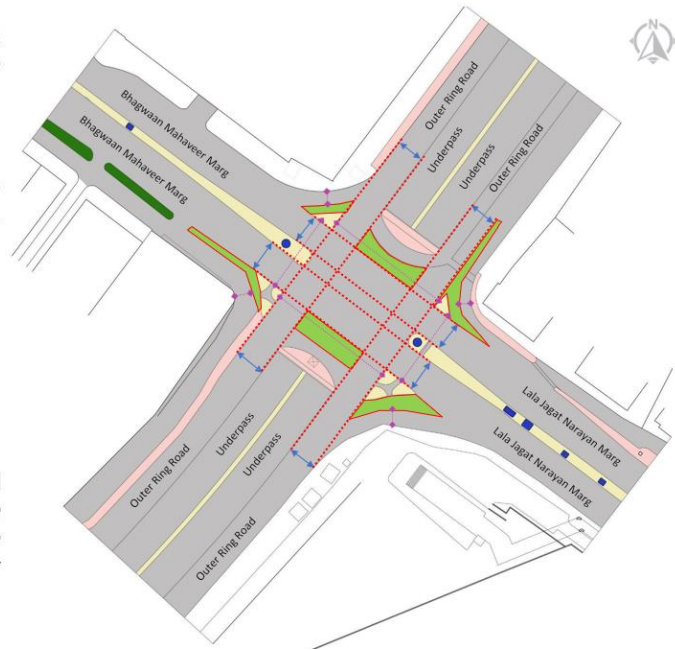 N
Outer Ring Road
Underpass
Underpass
Outer Ring Road
Bhagwaan Mahaveer Marg
Bhagwaan Mahaveer Marg
Lala Jagat Narayan Marg
Lala Jagat Narayan Marg
Outer Ring Road
Underpass
Underpass
Outer Ring Road